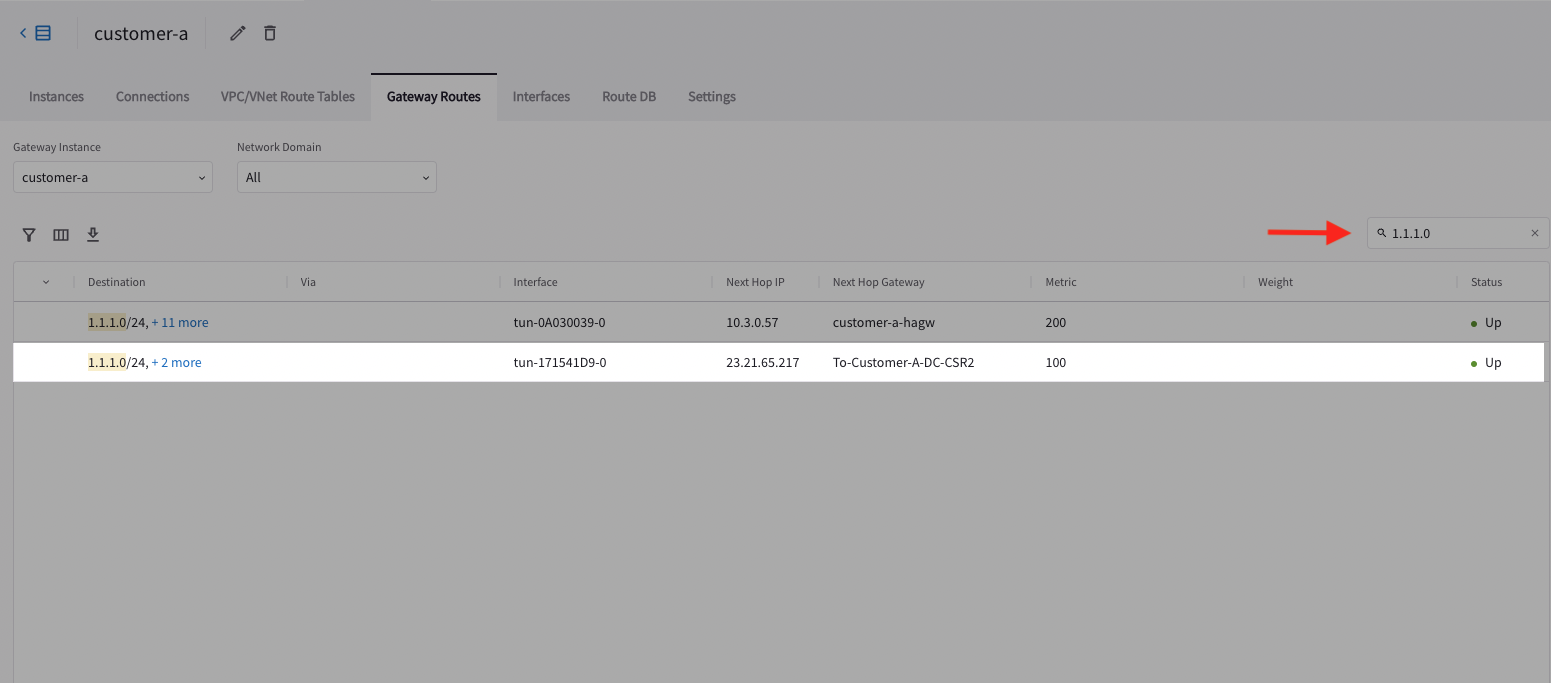 customer-a
Instances Connections VPC/VNet Route Tables Gateway Routes Interfaces Route DB Settings
Gateway Instance Network Domain
customer-a All
1.1.1.0
Destination Via Interface Next Hop IP Next Hop Gateway Metric Weight Status
1.1.1.0/24, + 11 more tun-0A030039-0 10.3.0.57 customer-a-hagw 200 Up
1.1.1.0/24, + 2 more tun-171541D9-0 23.21.65.217 To-Customer-A-DC-CSR2 100 Up